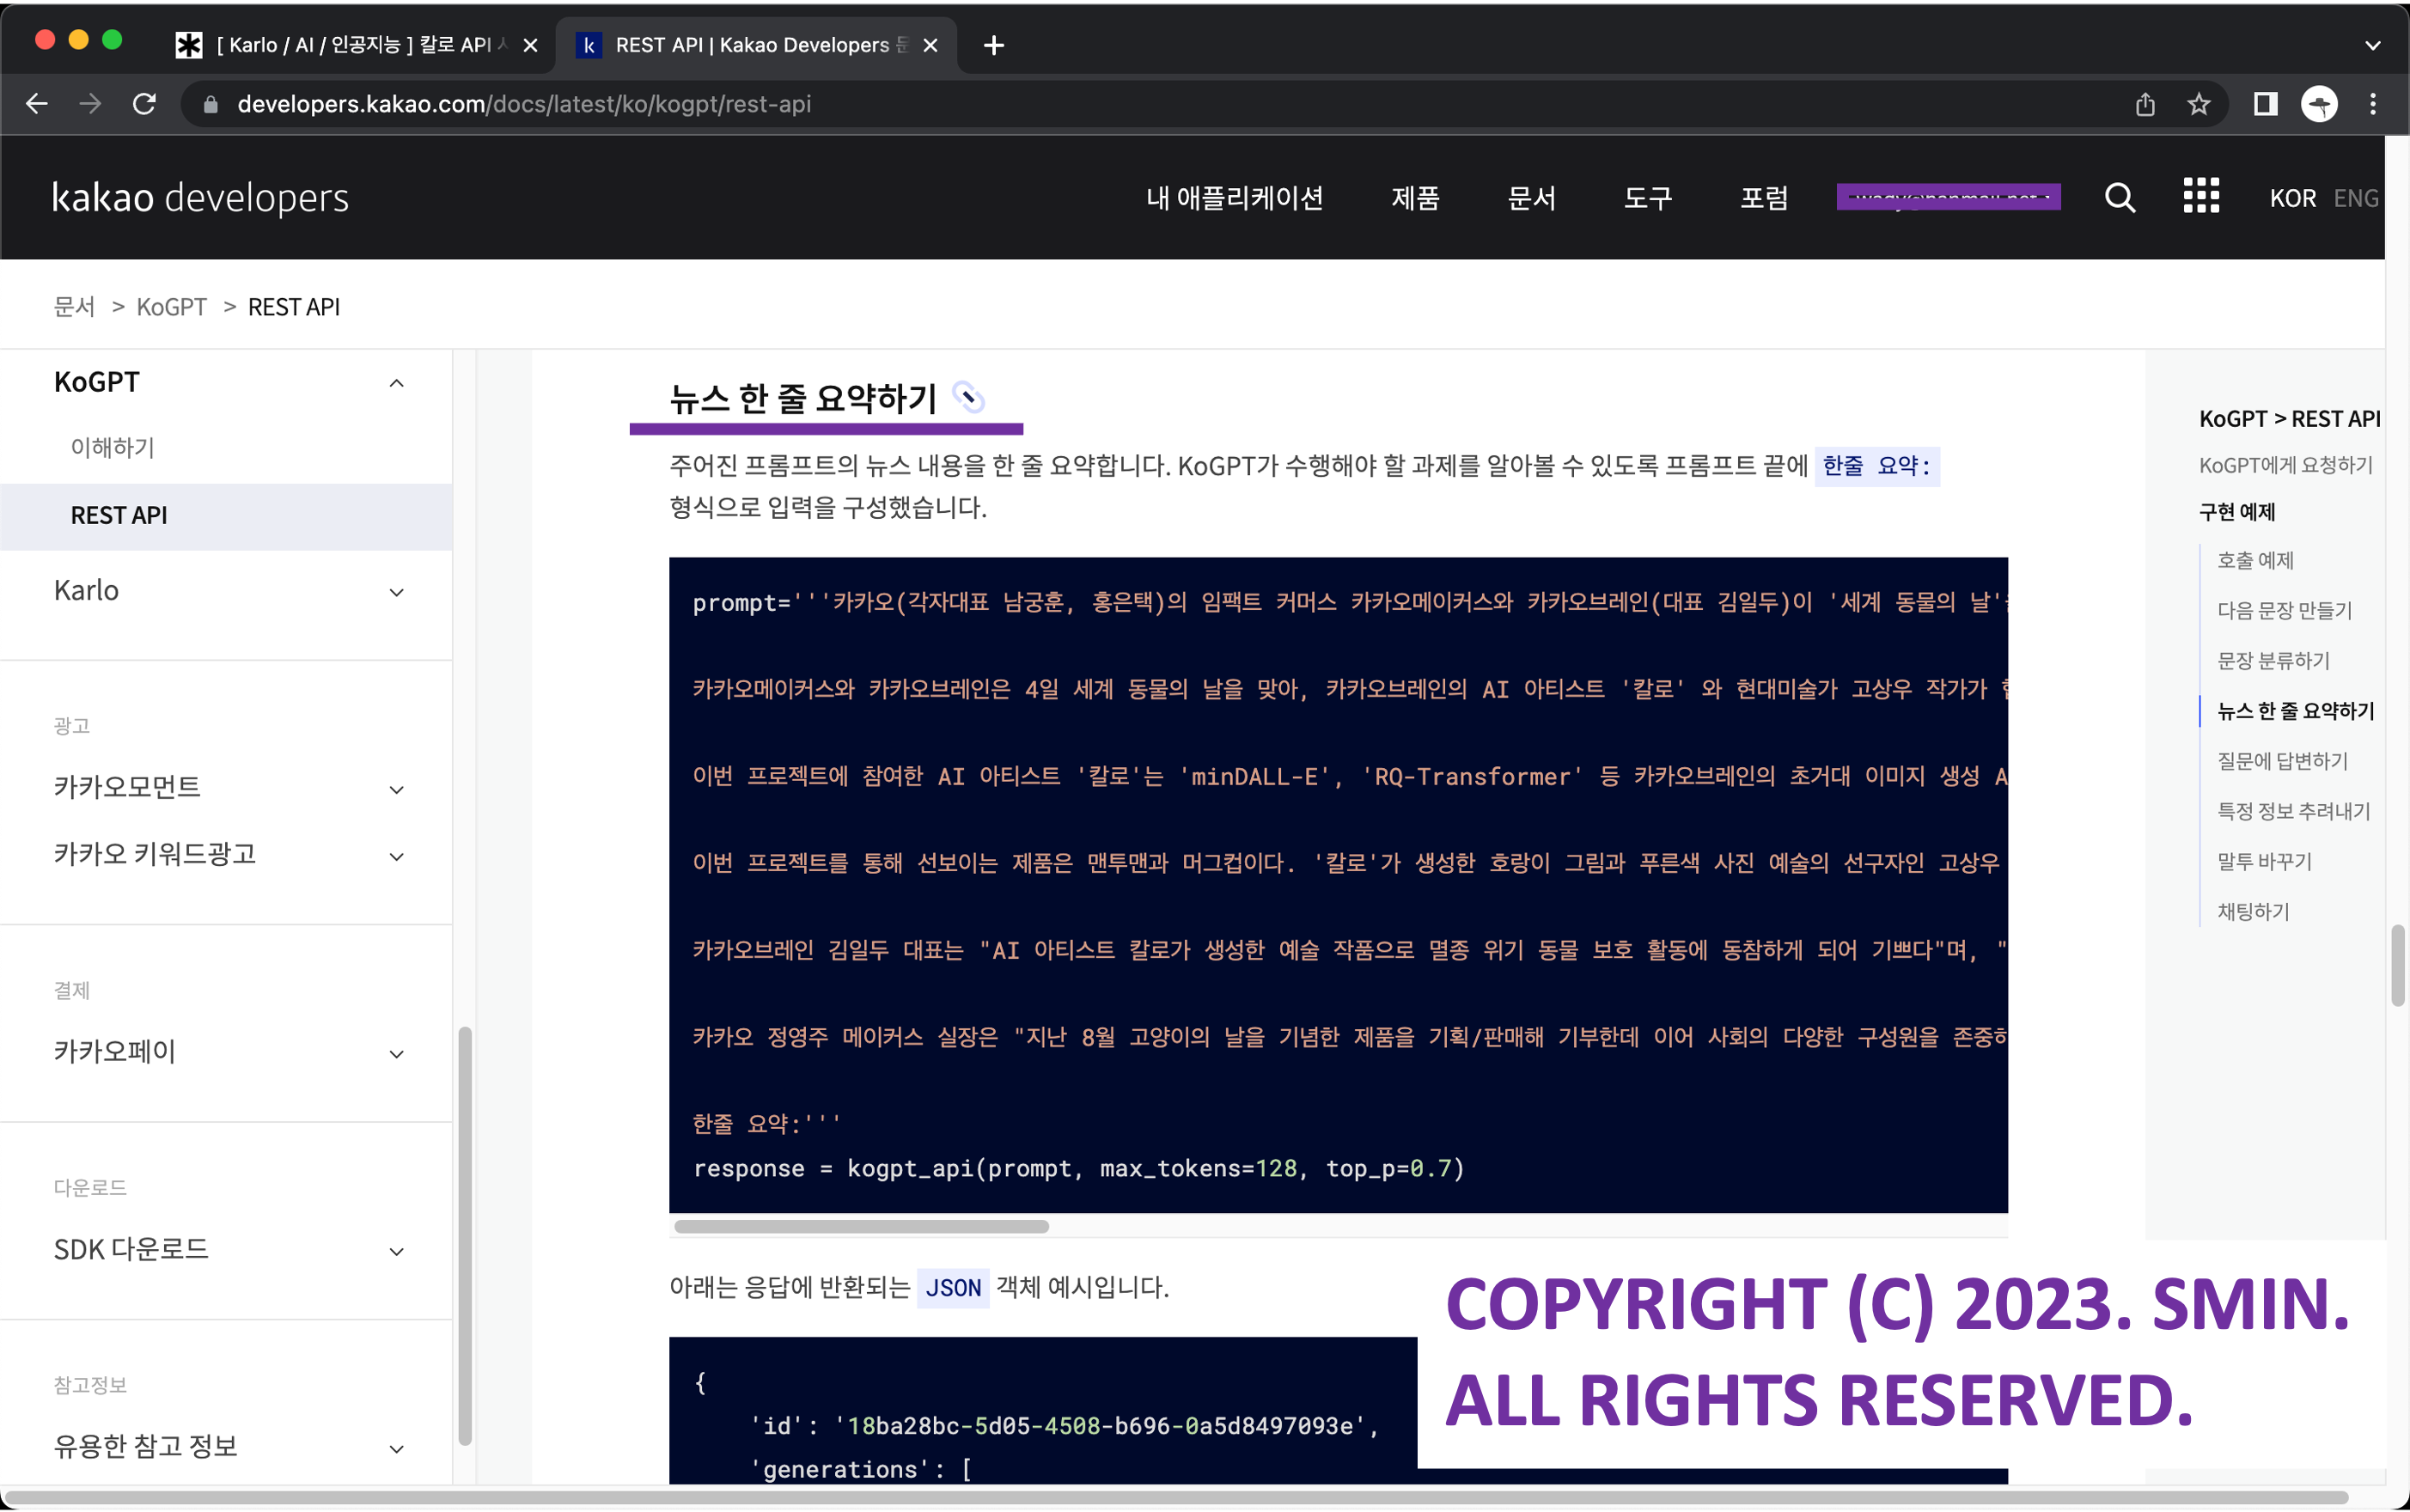 [ Karlo / AI / 인공지능 ] 칼로 API
REST API | Kakao Developers
developers.kakao.com/docs/latest/ko/kogpt/rest-api
kakao developers
내 애플리케이션
제품
문서
도구
포럼
KOR ENG
문서 > KoGPT > REST API
KoGPT
이해하기
REST API
Karlo
광고
카카오모먼트
카카오 키워드광고
결제
카카오페이
다운로드
SDK 다운로드
참고정보
유용한 참고 정보
뉴스 한 줄 요약하기
주어진 프롬프트의 뉴스 내용을 한 줄 요약합니다. KoGPT가 수행해야 할 과제를 알아볼 수 있도록 프롬프트 끝에 한줄 요약:
형식으로 입력을 구성했습니다.
prompt='''카카오(각자대표 남궁훈, 홍은택)의 임팩트 커머스 카카오메이커스와 카카오브레인(대표 김일두)이 '세계 동물의 날'
카카오메이커스와 카카오브레인은 4일 세계 동물의 날을 맞아, 카카오브레인의 AI 아티스트 '칼로' 와 현대미술가 고상우 작가가
이번 프로젝트에 참여한 AI 아티스트 '칼로'는 'minDALL-E', 'RQ-Transformer' 등 카카오브레인의 초거대 이미지 생성 A
이번 프로젝트를 통해 선보이는 제품은 맨투맨과 머그컵이다. '칼로'가 생성한 호랑이 그림과 푸른색 사진 예술의 선구자인 고상우
카카오브레인 김일두 대표는 "AI 아티스트 칼로가 생성한 예술 작품으로 멸종 위기 동물 보호 활동에 동참하게 되어 기쁘다"며, "
카카오 정영주 메이커스 실장은 "지난 8월 고양이의 날을 기념한 제품을 기획/판매해 기부한데 이어 사회의 다양한 구성원을
한줄 요약:'''
response = kogpt_api(prompt, max_tokens=128, top_p=0.7)
아래는 응답에 반환되는 JSON 객체 예시입니다.
{
'id': '18ba28bc-5d05-4508-b696-0a5d8497093e',
'generations': [
KoGPT > REST API
KoGPT에게 요청하기
구현 예제
호출 예제
다음 문장 만들기
문장 분류하기
뉴스 한 줄 요약하기
질문에 답변하기
특정 정보 추려내기
말투 바꾸기
채팅하기
COPYRIGHT (C) 2023. SMIN.
ALL RIGHTS RESERVED.